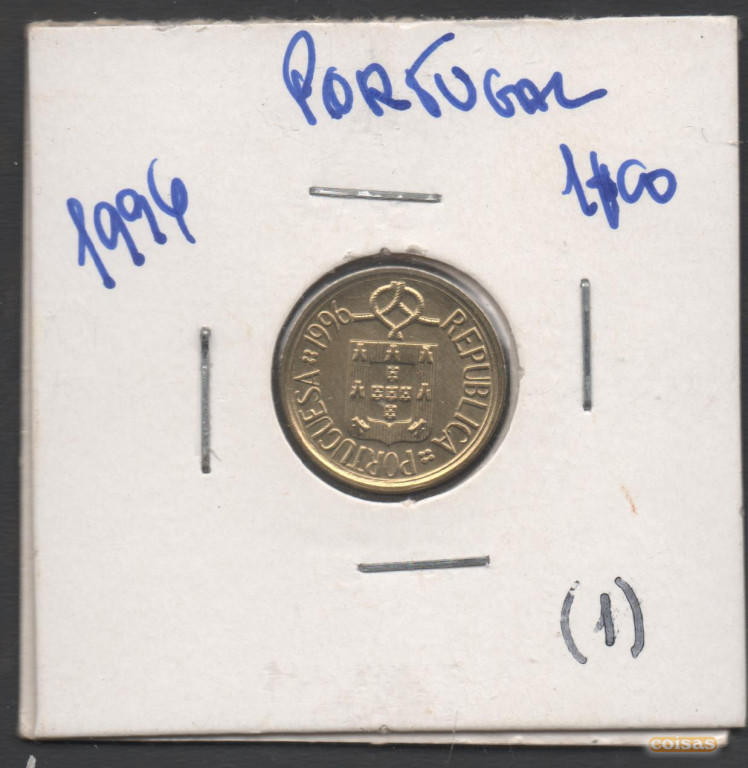 PORTUGAL
1996
1$00
1996 REPUBLICA PORTUGUESA
(1)
coisas